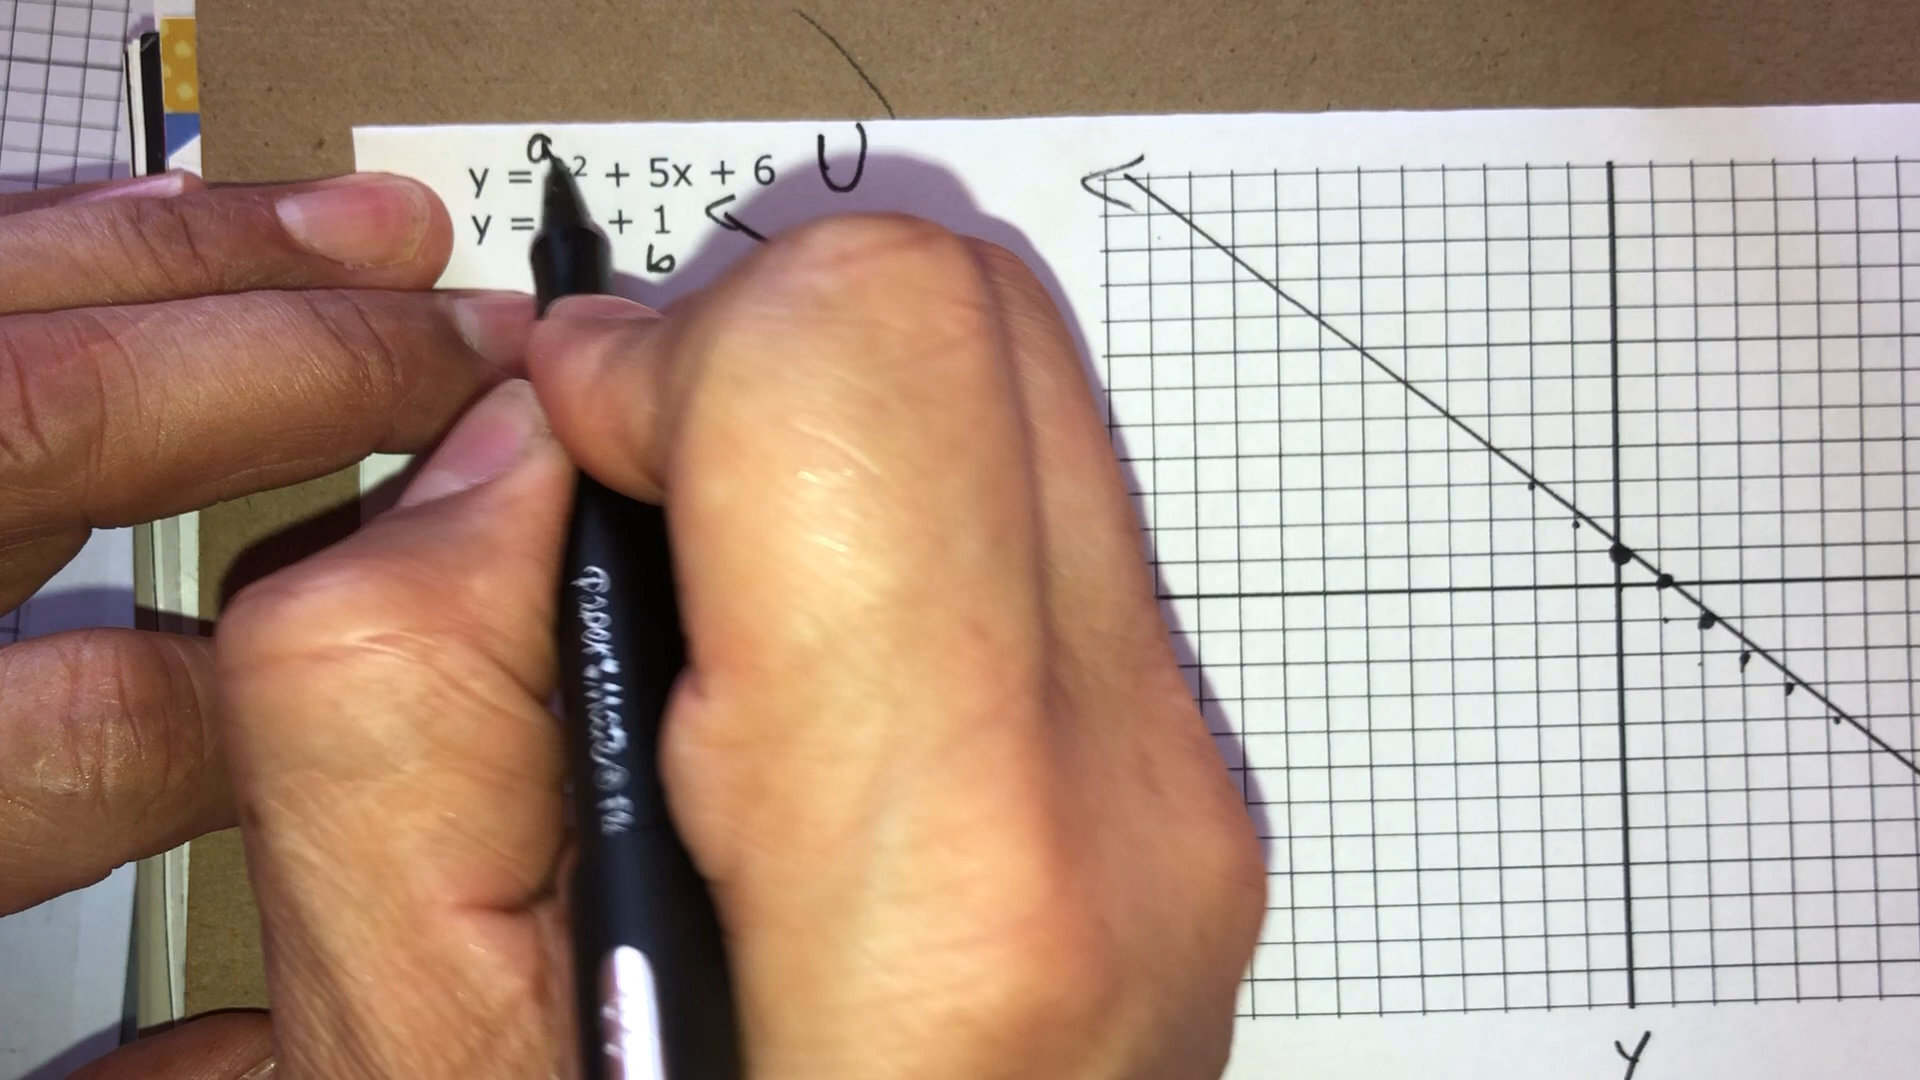 a
y = ² + 5x + 6 U
y = + 1
b
y